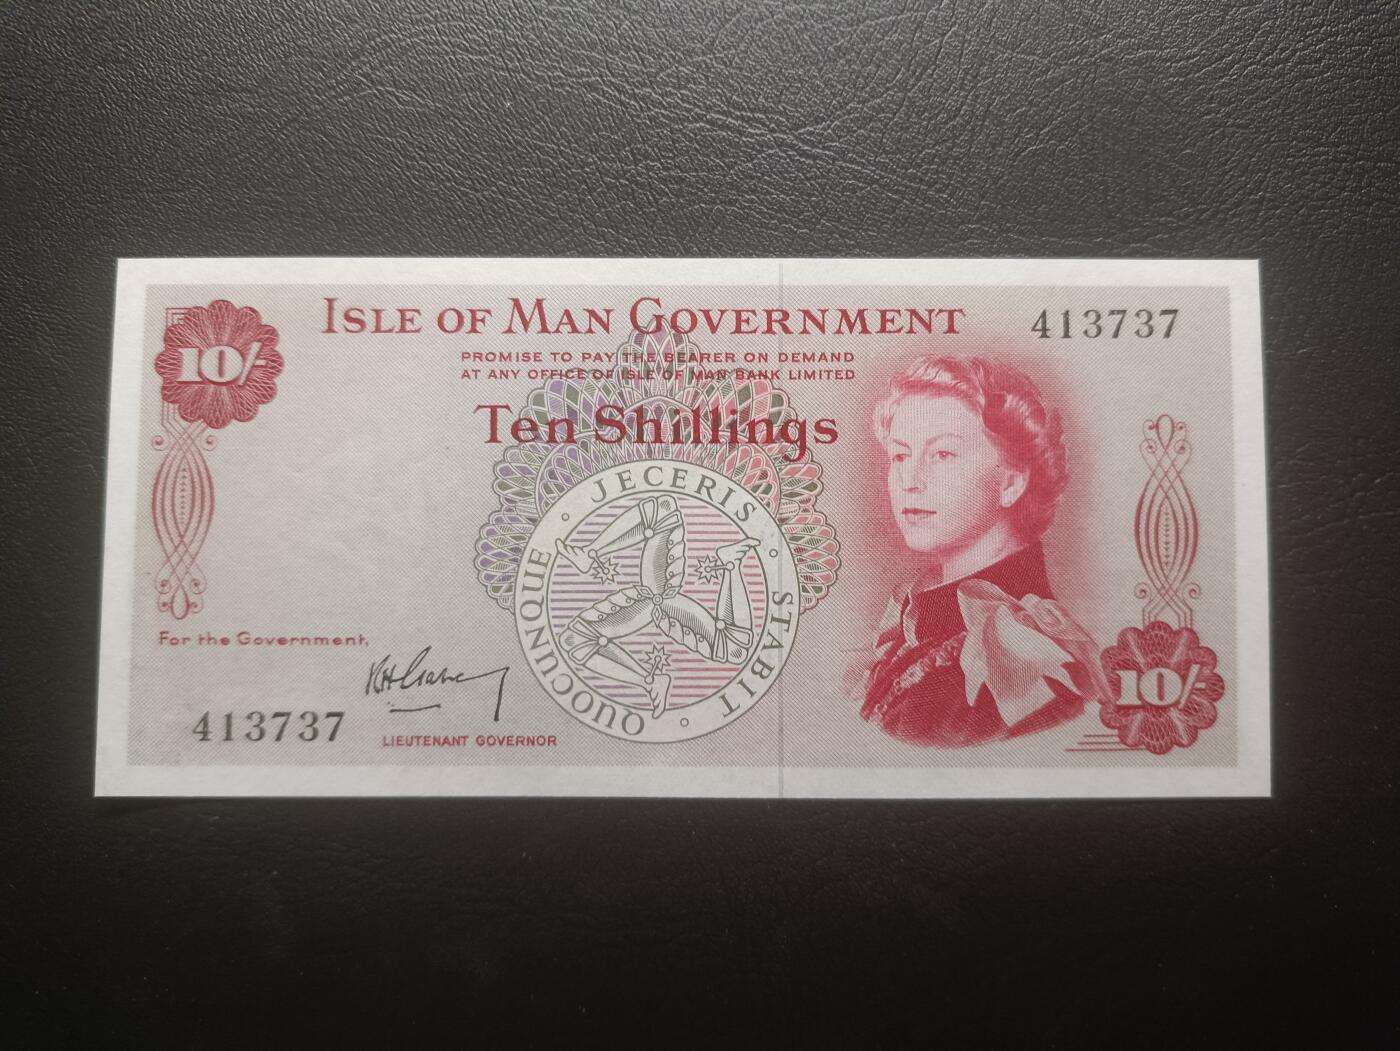 10/-
ISLE OF MAN GOVERNMENT
413737
PROMISE TO PAY THE BEARER ON DEMAND
AT ANY OFFICE OF ISLE OF MAN BANK LIMITED
Ten Shillings
QUOCUNQUE ° JECERIS ° STABIT °
For the Government,
413737
LIEUTENANT GOVERNOR
10/-